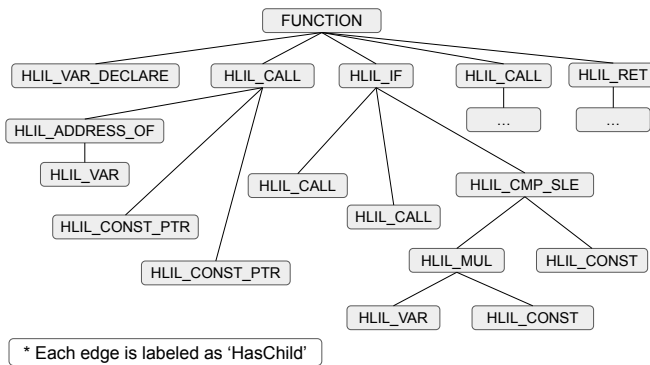 FUNCTION
HLIL_VAR_DECLARE
HLIL_CALL
HLIL_IF
HLIL_CALL
HLIL_RET
HLIL_ADDRESS_OF
...
...
HLIL_VAR
HLIL_CALL
HLIL_CMP_SLE
HLIL_CONST_PTR
HLIL_CALL
HLIL_CONST_PTR
HLIL_MUL
HLIL_CONST
HLIL_VAR
HLIL_CONST
* Each edge is labeled as ‘HasChild’